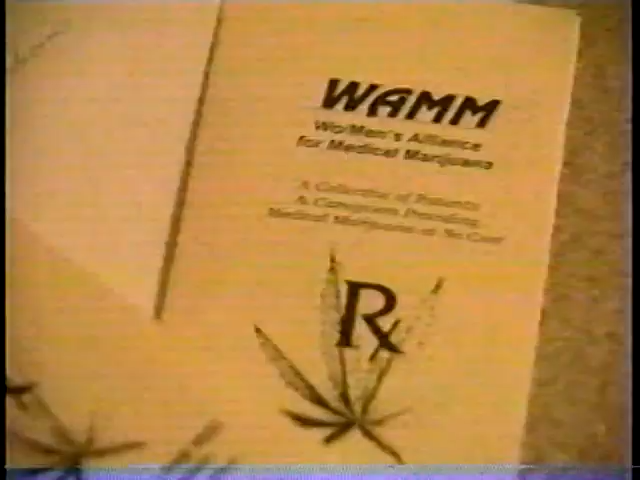 WAMM
Wo/Men's Alliance
for Medical Marijuana
A Collective of Patients
& Caregivers Providing
Medical Marijuana at No Cost
Rx